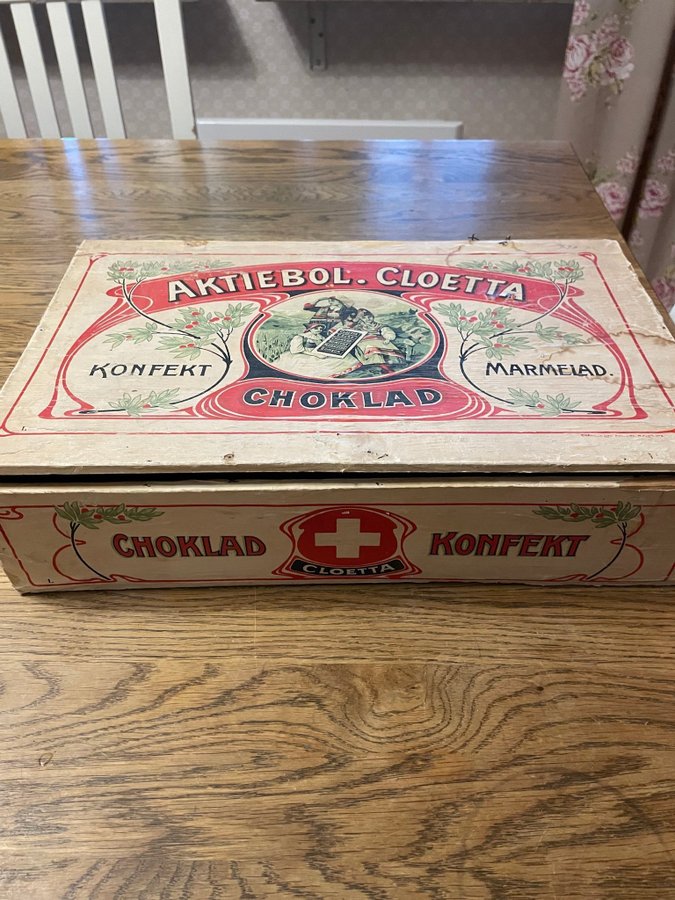 AKTIEBOL. CLOETTA
KONFEKT
MARMELAD.
CHOKLAD
CHOKLAD
CLOETTA
KONFEKT